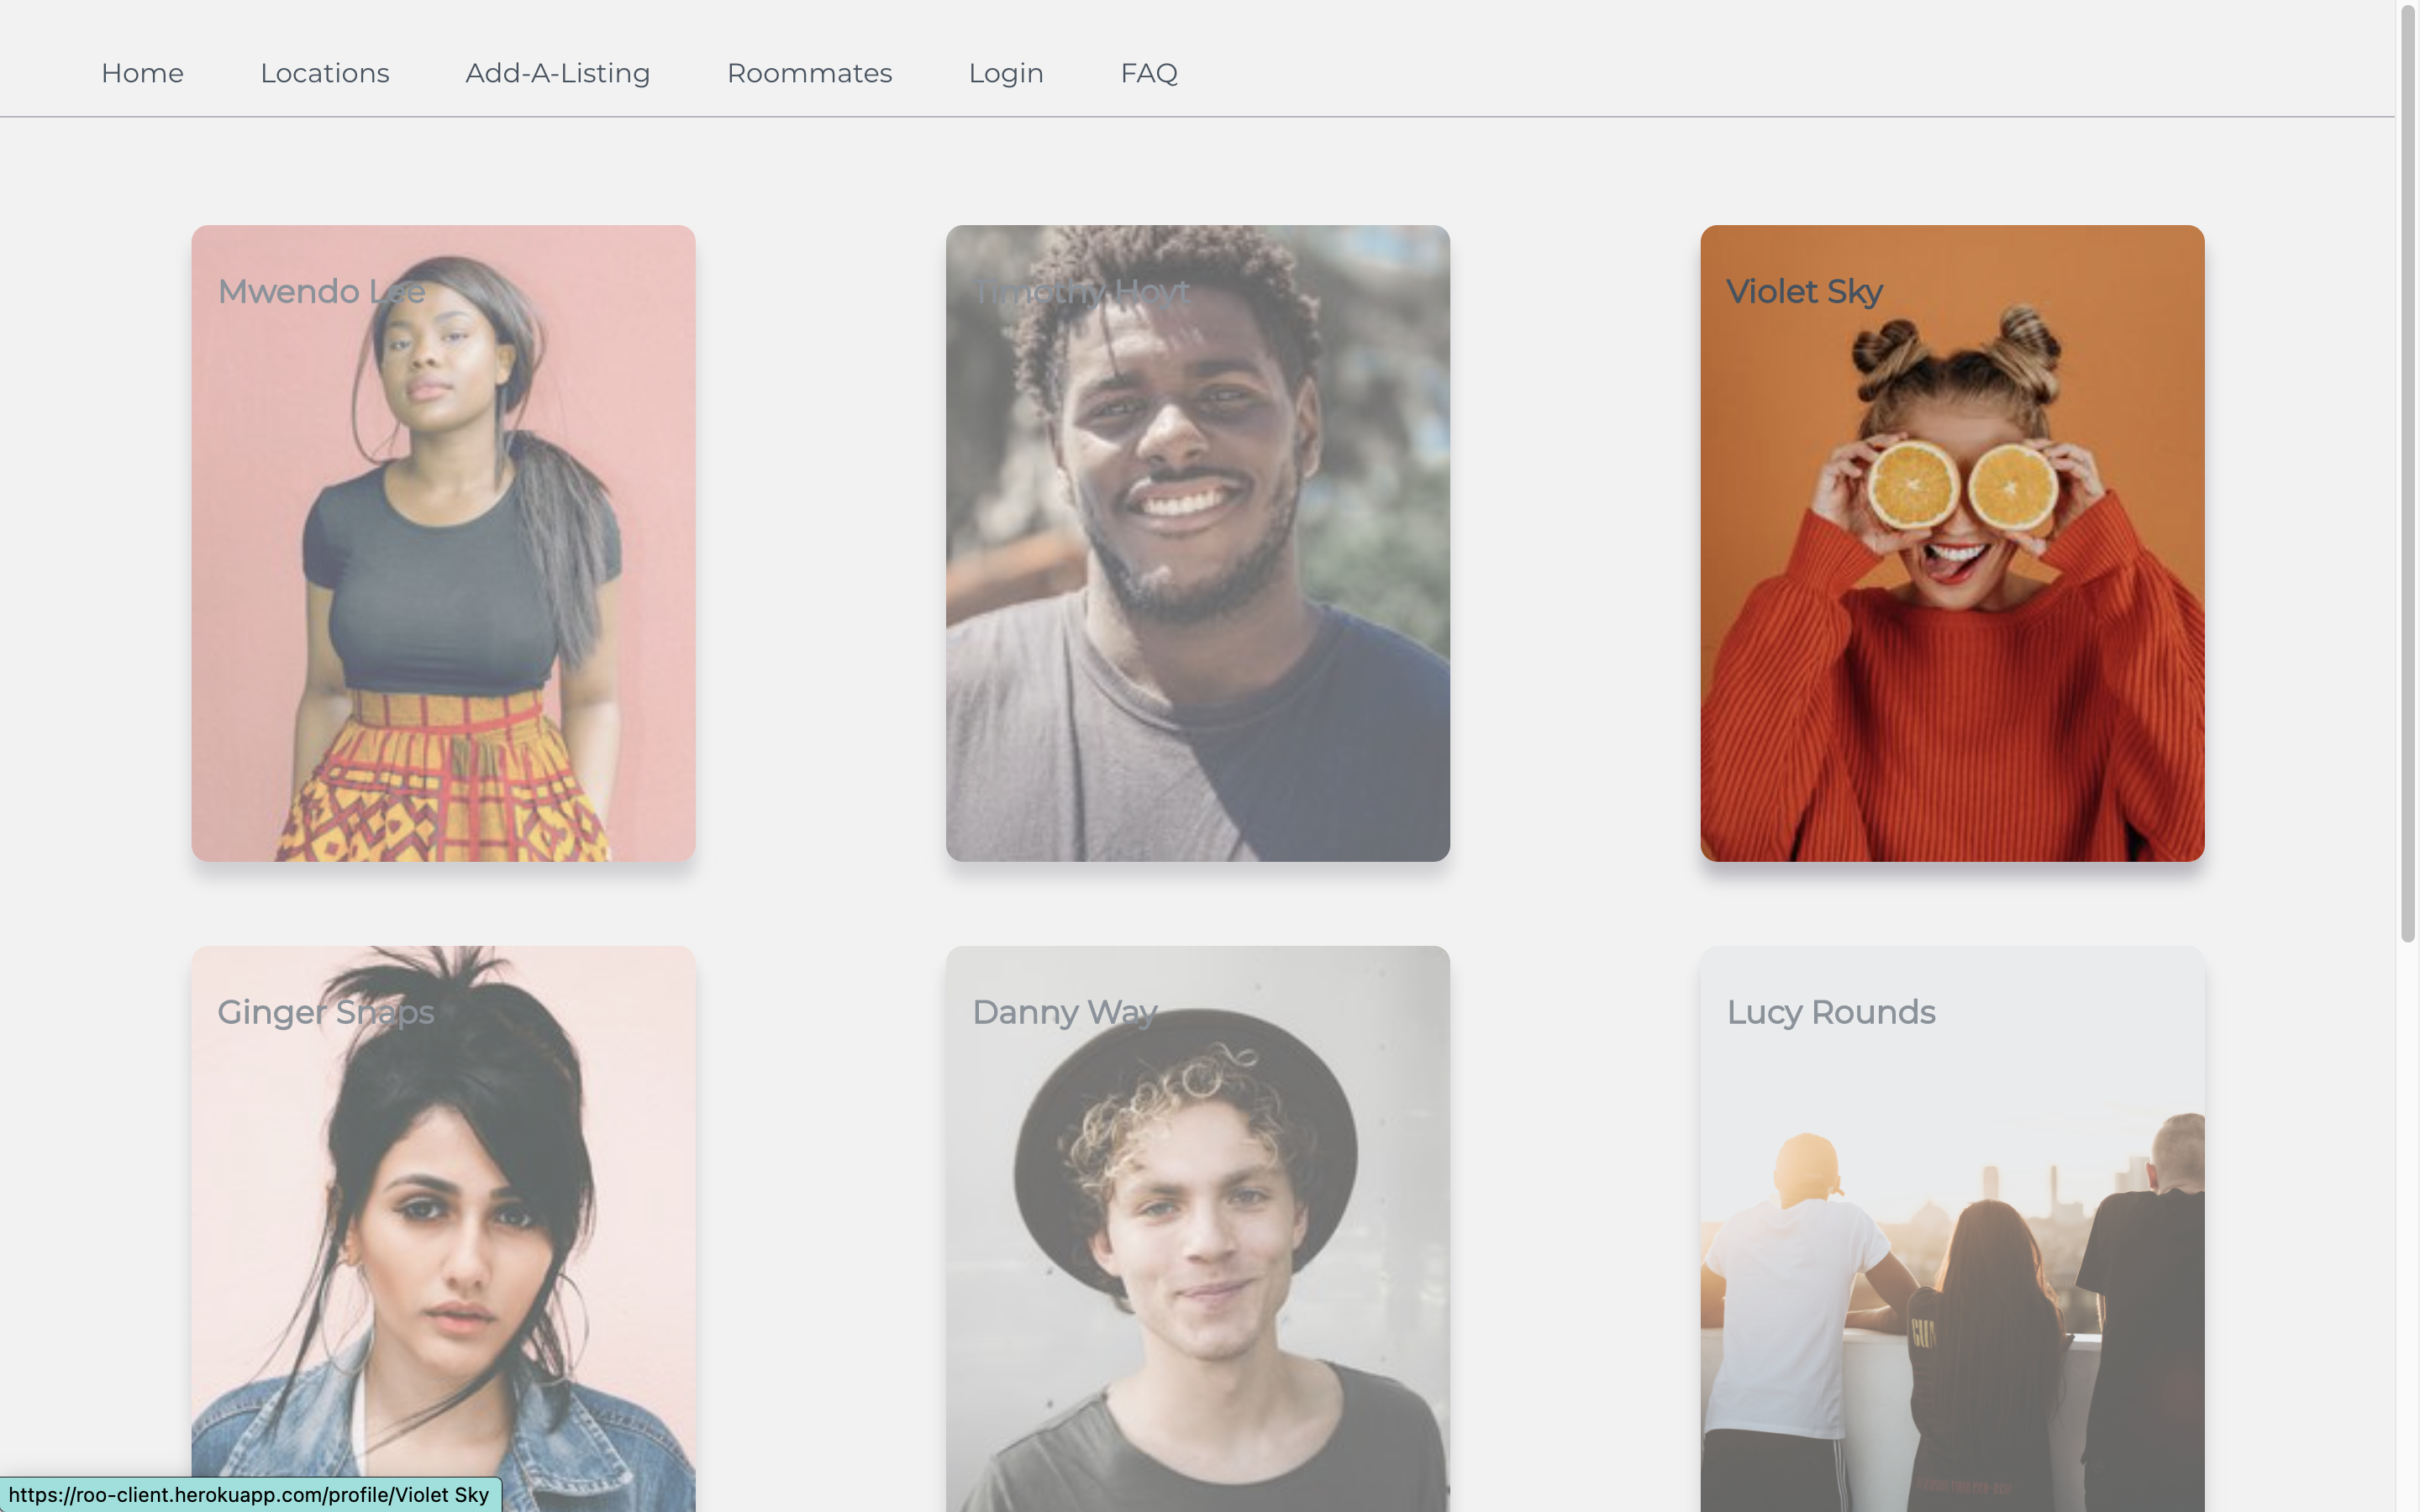 Home Locations Add-A-Listing Roommates Login FAQ
Mwendo Lee
Timothy Hoyt
Violet Sky
Ginger Snaps
Danny Way
Lucy Rounds
https://roo-client.herokuapp.com/profile/Violet Sky